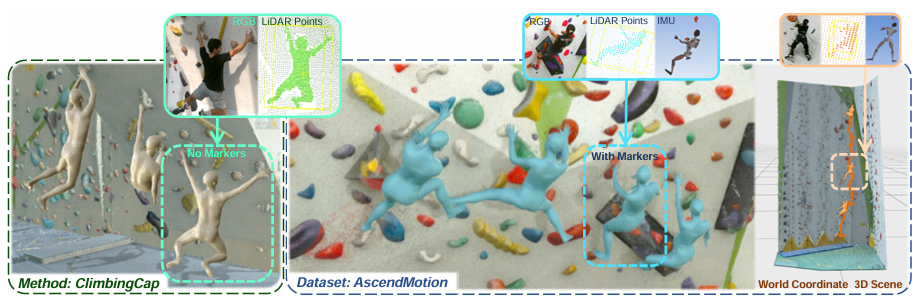 RGB
LiDAR Points
RGB
LiDAR Points
IMU
No Markers
With Markers
Method: ClimbingCap
Dataset: AscendMotion
World Coordinate 3D Scene